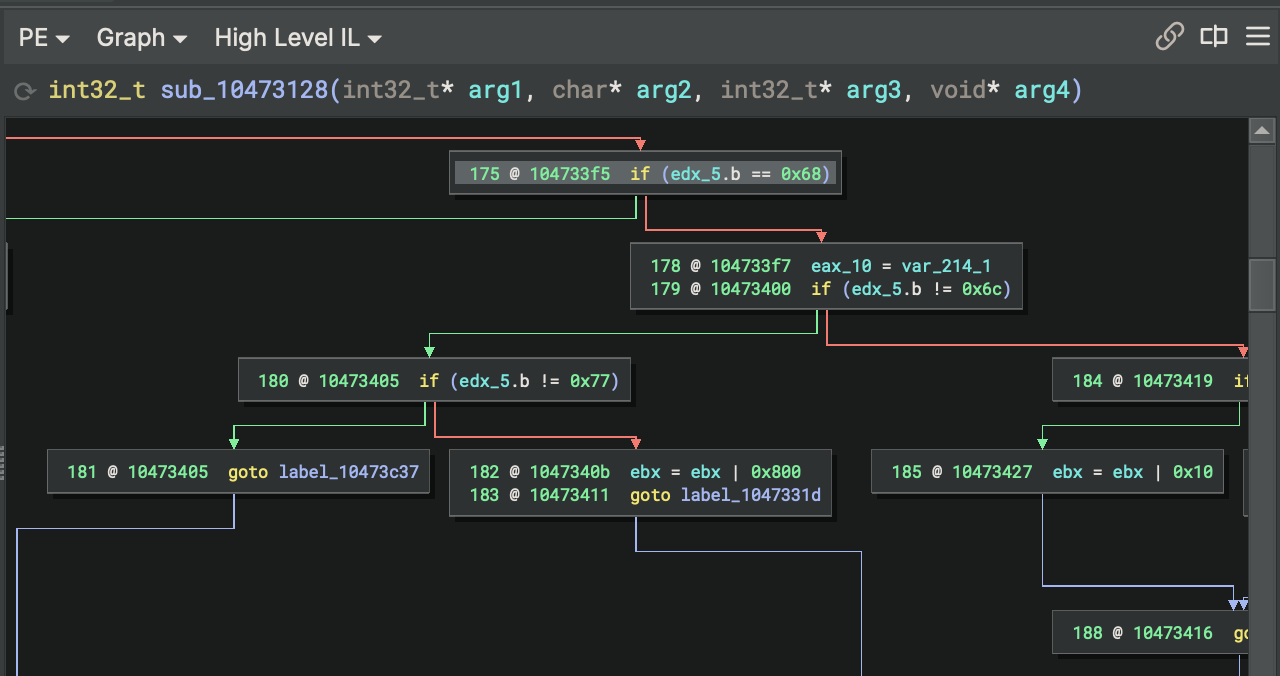 PE Graph High Level IL
int32_t sub_10473128(int32_t* arg1, char* arg2, int32_t* arg3, void* arg4)
175 @ 104733f5 if (edx_5.b == 0x68)
178 @ 104733f7 eax_10 = var_214_1
179 @ 10473400 if (edx_5.b != 0x6c)
180 @ 10473405 if (edx_5.b != 0x77)
184 @ 10473419 if
181 @ 10473405 goto label_10473c37
182 @ 1047340b ebx = ebx | 0x800
183 @ 10473411 goto label_1047331d
185 @ 10473427 ebx = ebx | 0x10
188 @ 10473416 go